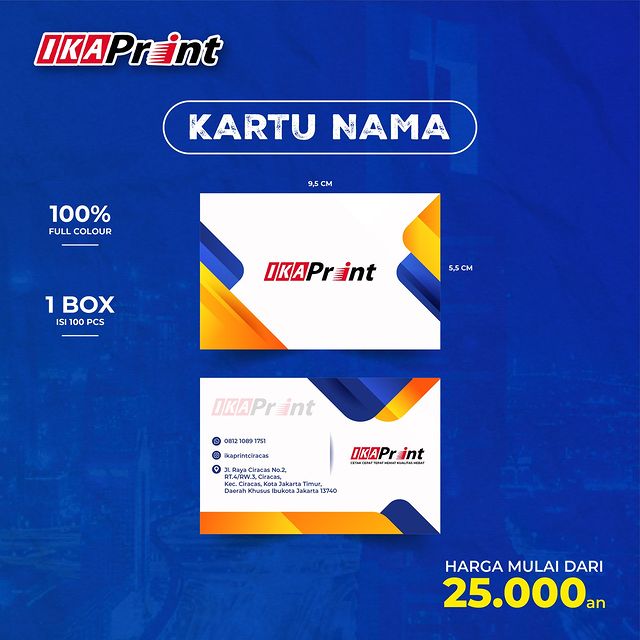 IKAPrint
KARTU NAMA
9,5 CM
100%
FULL COLOUR
IKAPrint
5,5 CM
1 BOX
ISI 100 PCS
IKAPrint
0812 1089 1751
ikaprintciracas
IKAPrint
CETAK CEPAT TEPAT MURAH KUALITAS HEBAT
Jl. Raya Ciracas No.2,
RT.4/RW.3, Ciracas,
Kec. Ciracas, Kota Jakarta Timur,
Daerah Khusus Ibukota Jakarta 13740
HARGA MULAI DARI
25.000an